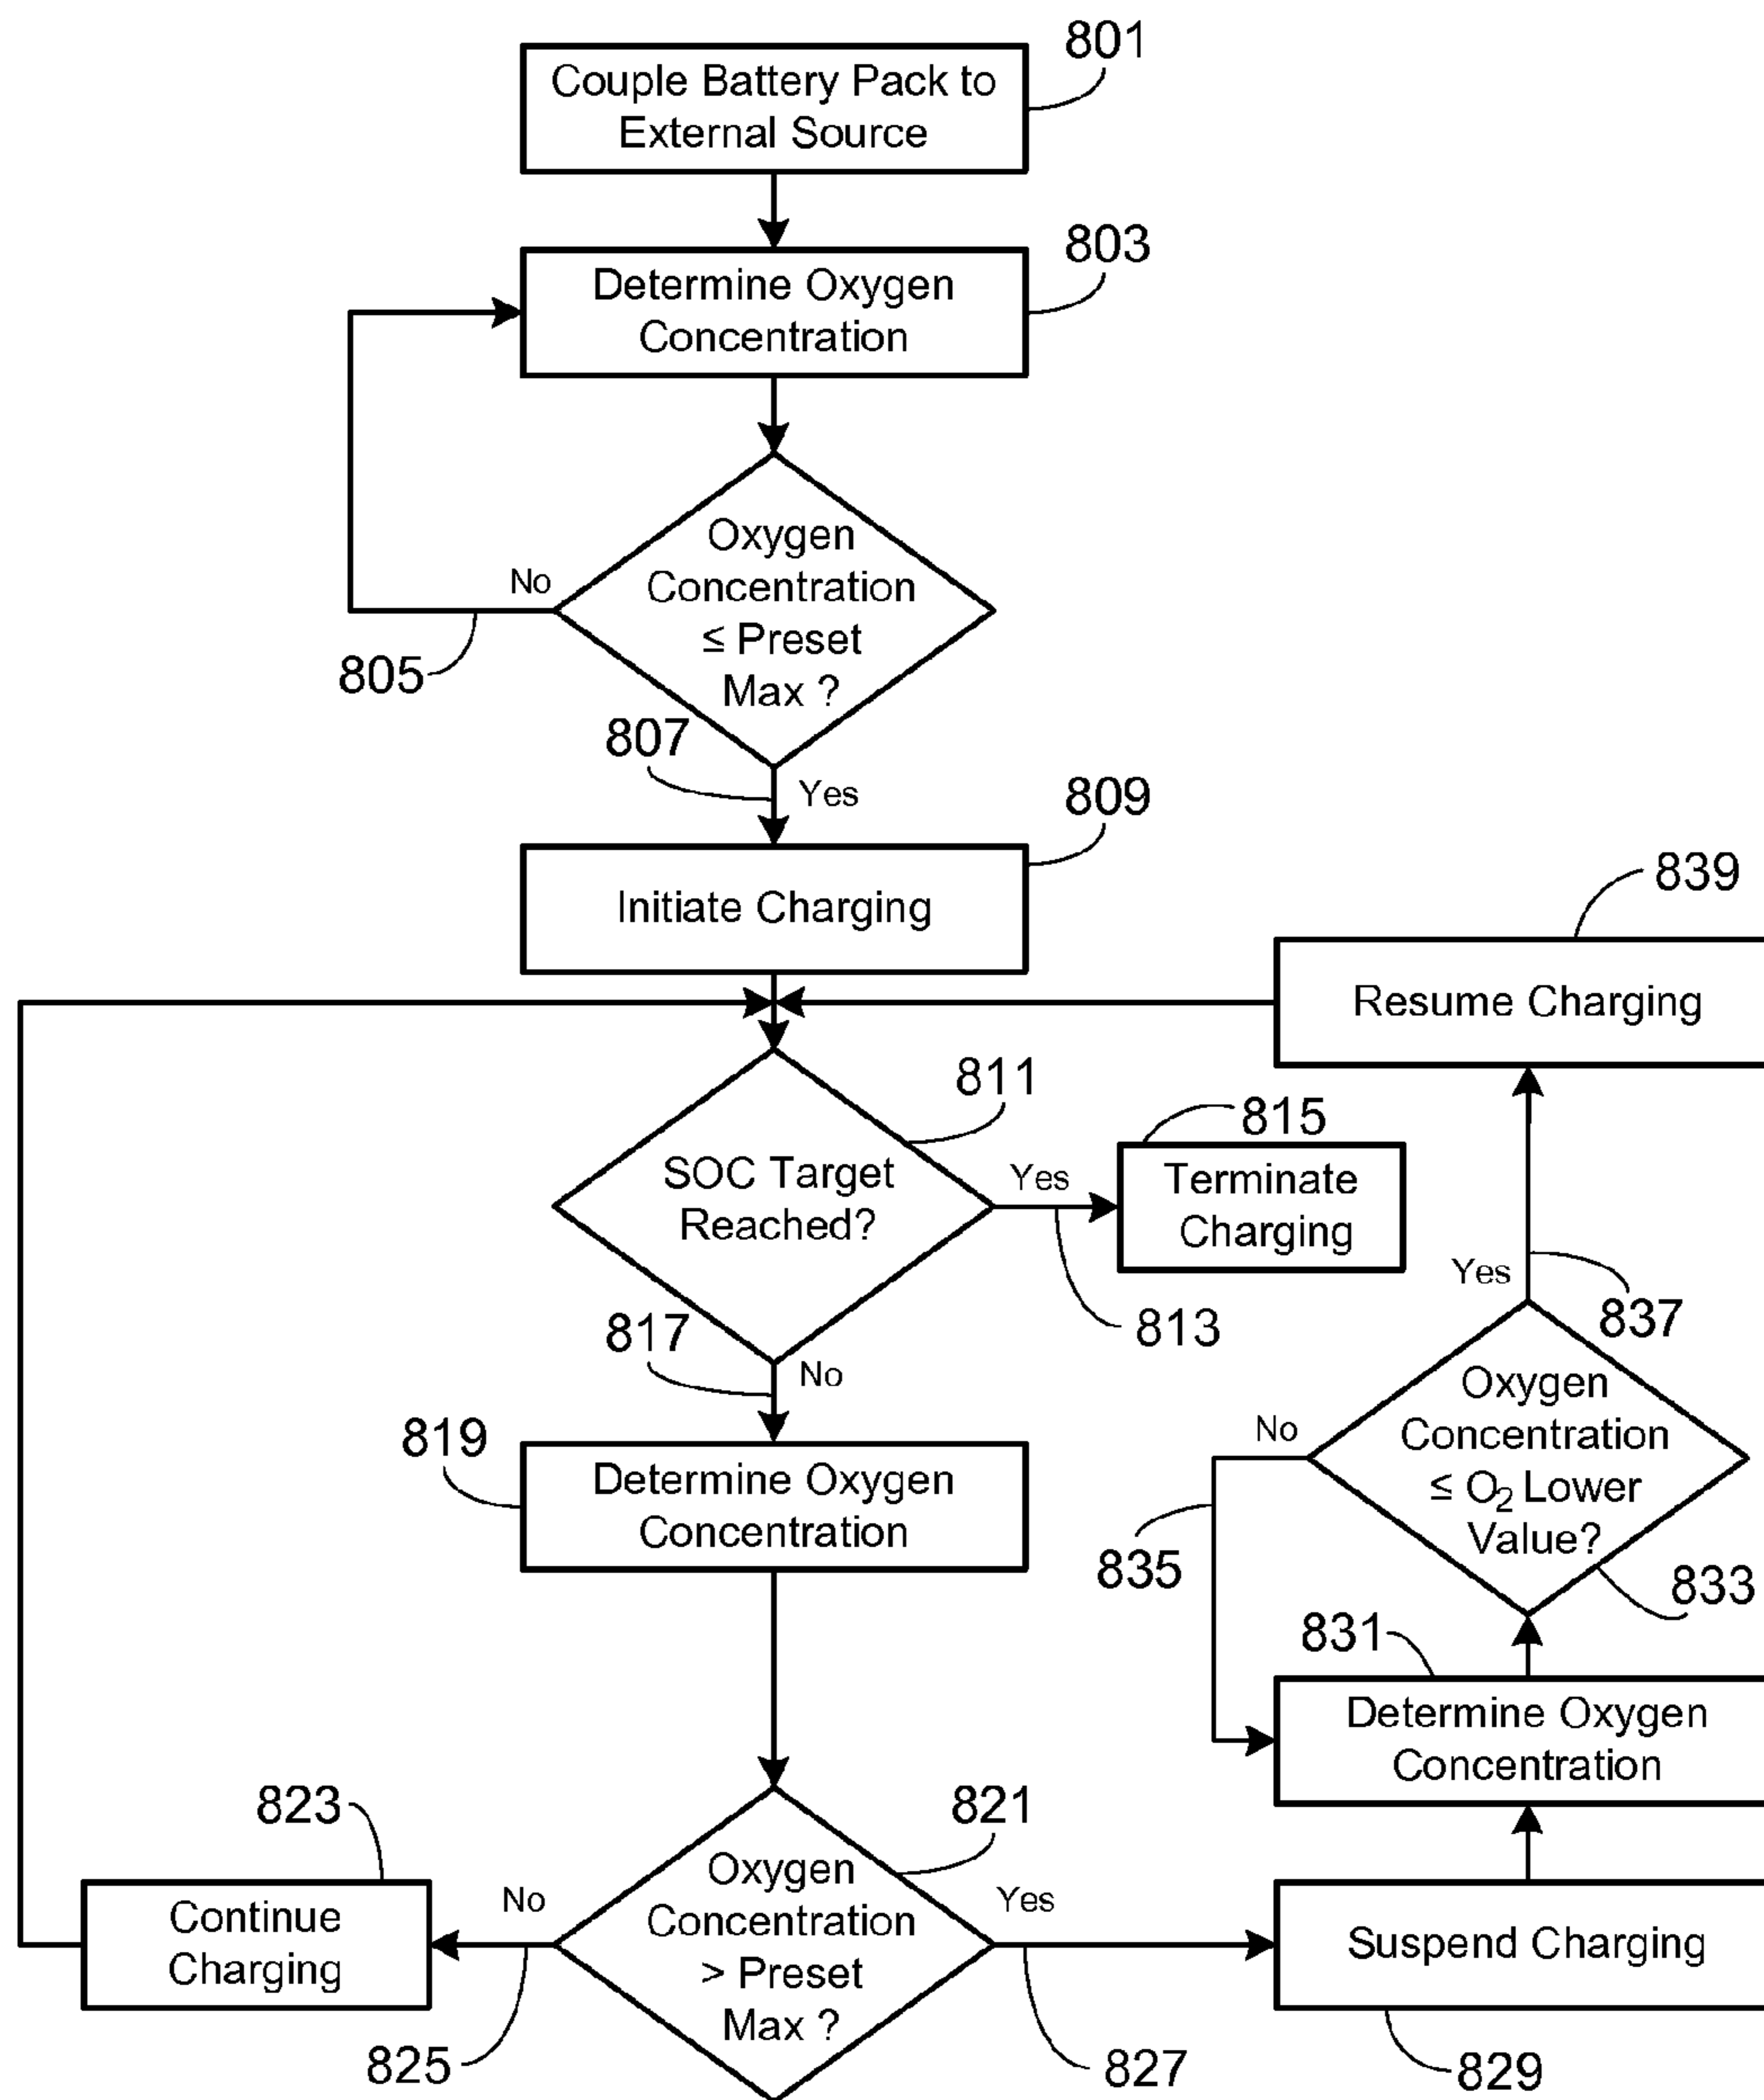 801
Couple Battery Pack to
External Source
803
Determine Oxygen
Concentration
Oxygen
Concentration
≤ Preset
Max ?
No
805
807
Yes
809
Initiate Charging
839
Resume Charging
811
SOC Target
Reached?
Yes
815
Terminate
Charging
813
817
No
819
Determine Oxygen
Concentration
Yes
837
Oxygen
Concentration
≤ O₂ Lower
Value?
No
835
833
831
Determine Oxygen
Concentration
823
Continue
Charging
No
825
821
Oxygen
Concentration
> Preset
Max ?
Yes
827
Suspend Charging
829